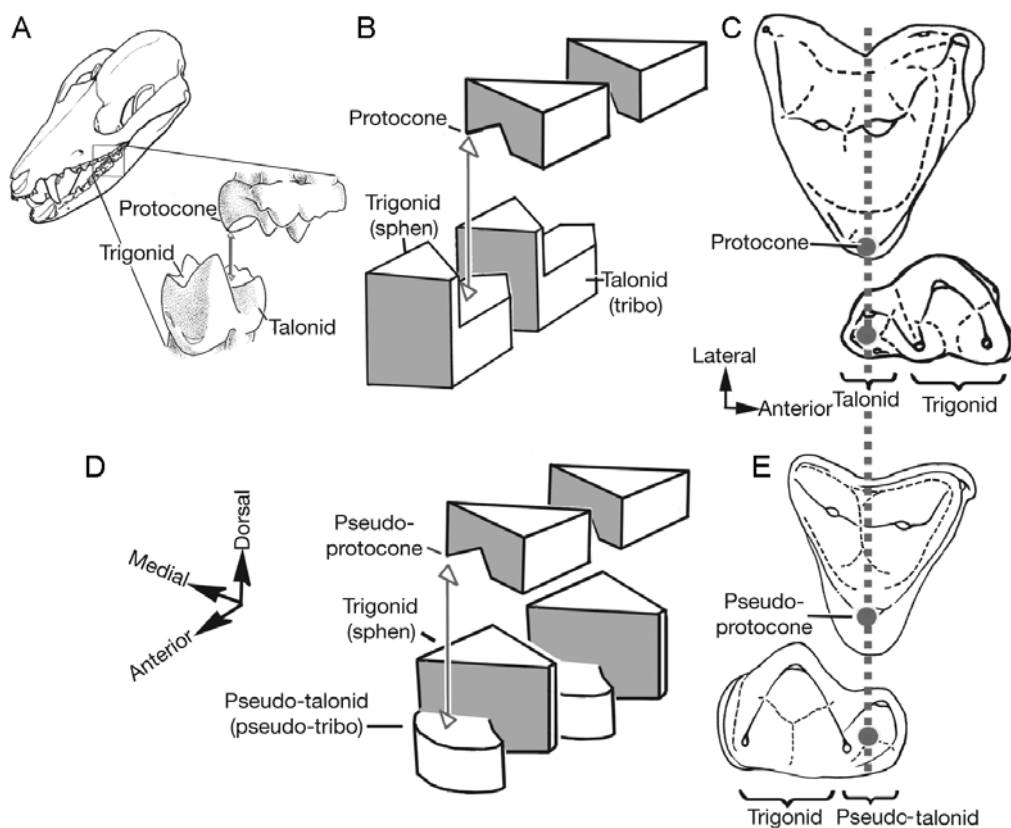 A
Protocone
Trigonid
Talonid
B
Protocone
Trigonid
(sphen)
Talonid
(tribo)
C
Protocone
Lateral
Anterior
Talonid
Trigonid
D
Dorsal
Medial
Anterior
Pseudo-
protocone
Trigonid
(sphen)
Pseudo-talonid
(pseudo-tribo)
E
Pseudo-
protocone
Trigonid
Pseudo-talonid